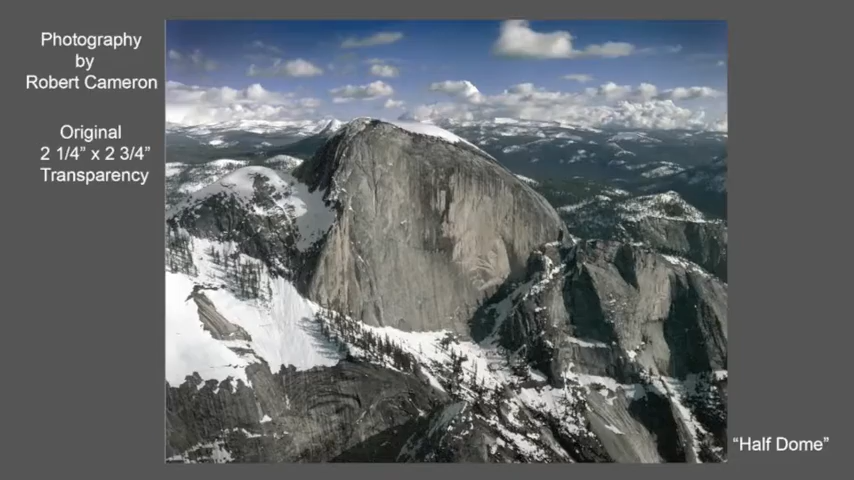 Photography
by
Robert Cameron
Original
2 1/4” x 2 3/4”
Transparency
“Half Dome”